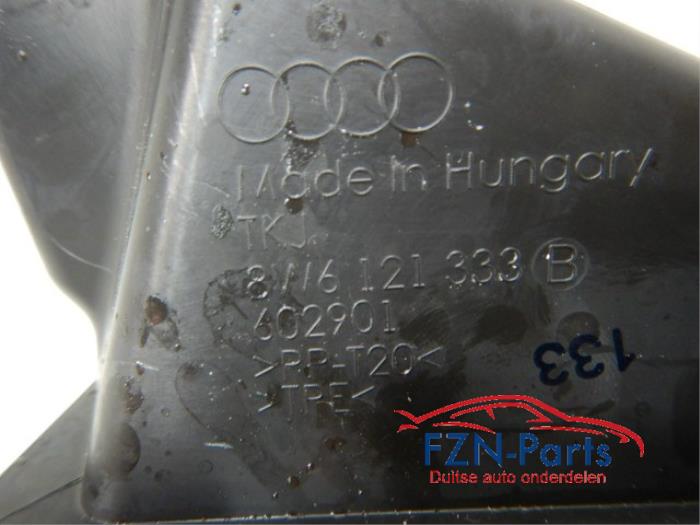 Made in Hungary
TKJ
8W6 121 333 B
602901
>PP-T20<
>TPE<
133
FZN-Parts
Duitse auto onderdelen